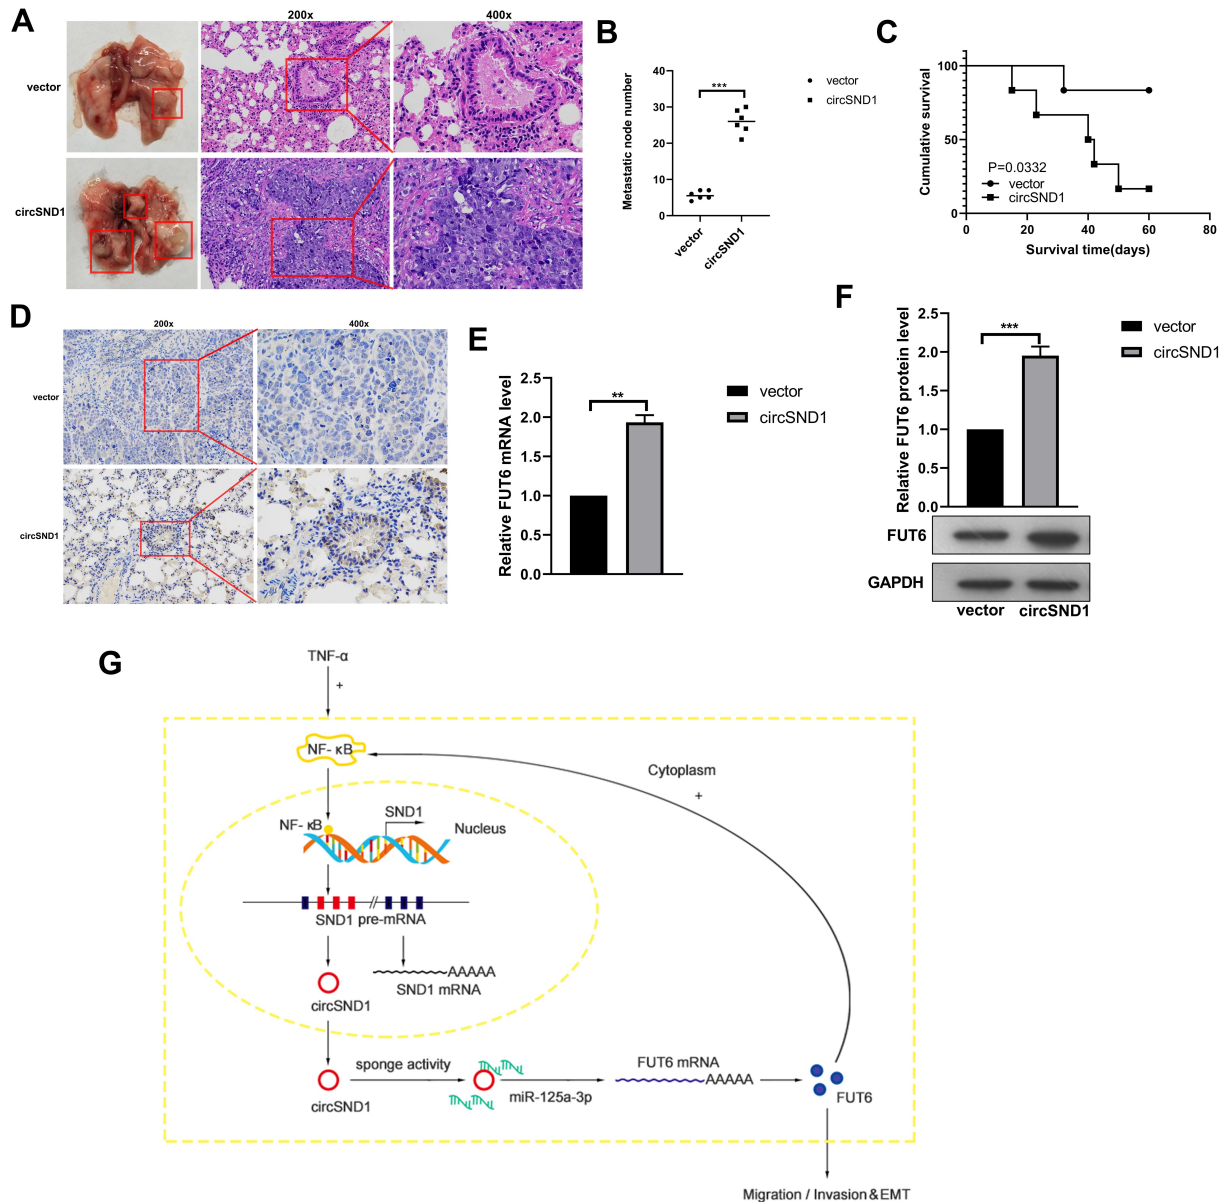 A
200x
400x
vector
circSND1
B
Metastatic node number
40
30
20
10
0
***
vector
circSND1
vector
circSND1
C
Cumulative survival
100
50
0
P=0.0332
vector
circSND1
0
20
40
60
80
Survival time(days)
D
200x
400x
vector
circSND1
E
Relative FUT6 mRNA level
2.5
2.0
1.5
1.0
0.5
0.0
**
vector
circSND1
F
Relative FUT6 protein level
2.5
2.0
1.5
1.0
0.5
0.0
***
vector
circSND1
FUT6
GAPDH
vector circSND1
G
TNF-α
+
NF- κB
Cytoplasm
+
NF- κB
SND1
Nucleus
SND1 pre-mRNA
AAAAA
SND1 mRNA
circSND1
sponge activity
circSND1
miR-125a-3p
FUT6 mRNA
AAAAA
FUT6
Migration / Invasion&EMT